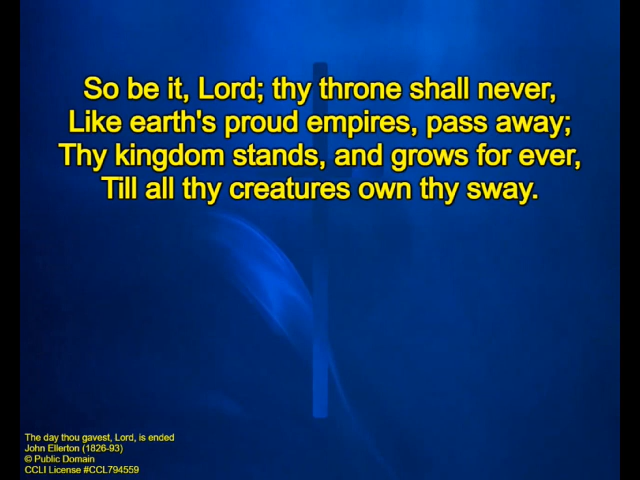 So be it, Lord; thy throne shall never,
Like earth's proud empires, pass away;
Thy kingdom stands, and grows for ever,
Till all thy creatures own thy sway.
The day thou gavest, Lord, is ended
John Ellerton (1826-93)
© Public Domain
CCLI License #CCL794559